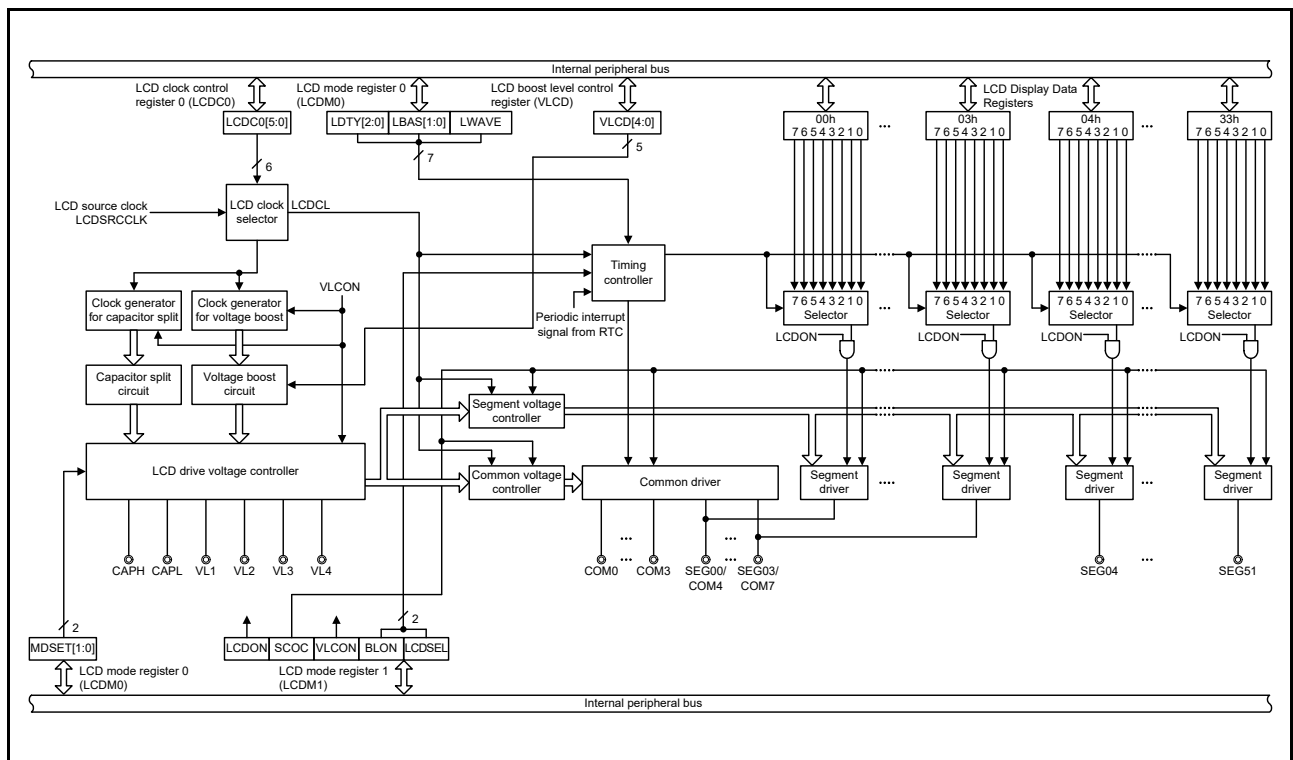 Internal peripheral bus
LCD clock control
register 0 (LCDC0)
LCD mode register 0
(LCDM0)
LCD boost level control
register (VLCD)
LCD Display Data
Registers
LCDC0[5:0]
LDTY[2:0] LBAS[1:0] LWAVE
VLCD[4:0]
00h
7 6 5 4 3 2 1 0
...
03h
7 6 5 4 3 2 1 0
04h
7 6 5 4 3 2 1 0
...
33h
7 6 5 4 3 2 1 0
6
7
5
LCD source clock
LCDSRCCLK
LCD clock
selector
LCDCL
Timing
controller
Periodic interrupt
signal from RTC
Clock generator
for capacitor split
Clock generator
for voltage boost
VLCON
7 6 5 4 3 2 1 0
Selector
...
7 6 5 4 3 2 1 0
Selector
7 6 5 4 3 2 1 0
Selector
...
7 6 5 4 3 2 1 0
Selector
LCDON
LCDON
LCDON
LCDON
Capacitor split
circuit
Voltage boost
circuit
Segment voltage
controller
LCD drive voltage controller
Common voltage
controller
Common driver
Segment
driver
....
Segment
driver
Segment
driver
...
Segment
driver
CAPH CAPL VL1 VL2 VL3 VL4
... ...
COM0 ... COM3 SEG00/
COM4
... SEG03/
COM7
SEG04 ... SEG51
2
2
MDSET[1:0]
LCDON SCOC VLCON BLON LCDSEL
LCD mode register 0
(LCDM0)
LCD mode register 1
(LCDM1)
Internal peripheral bus